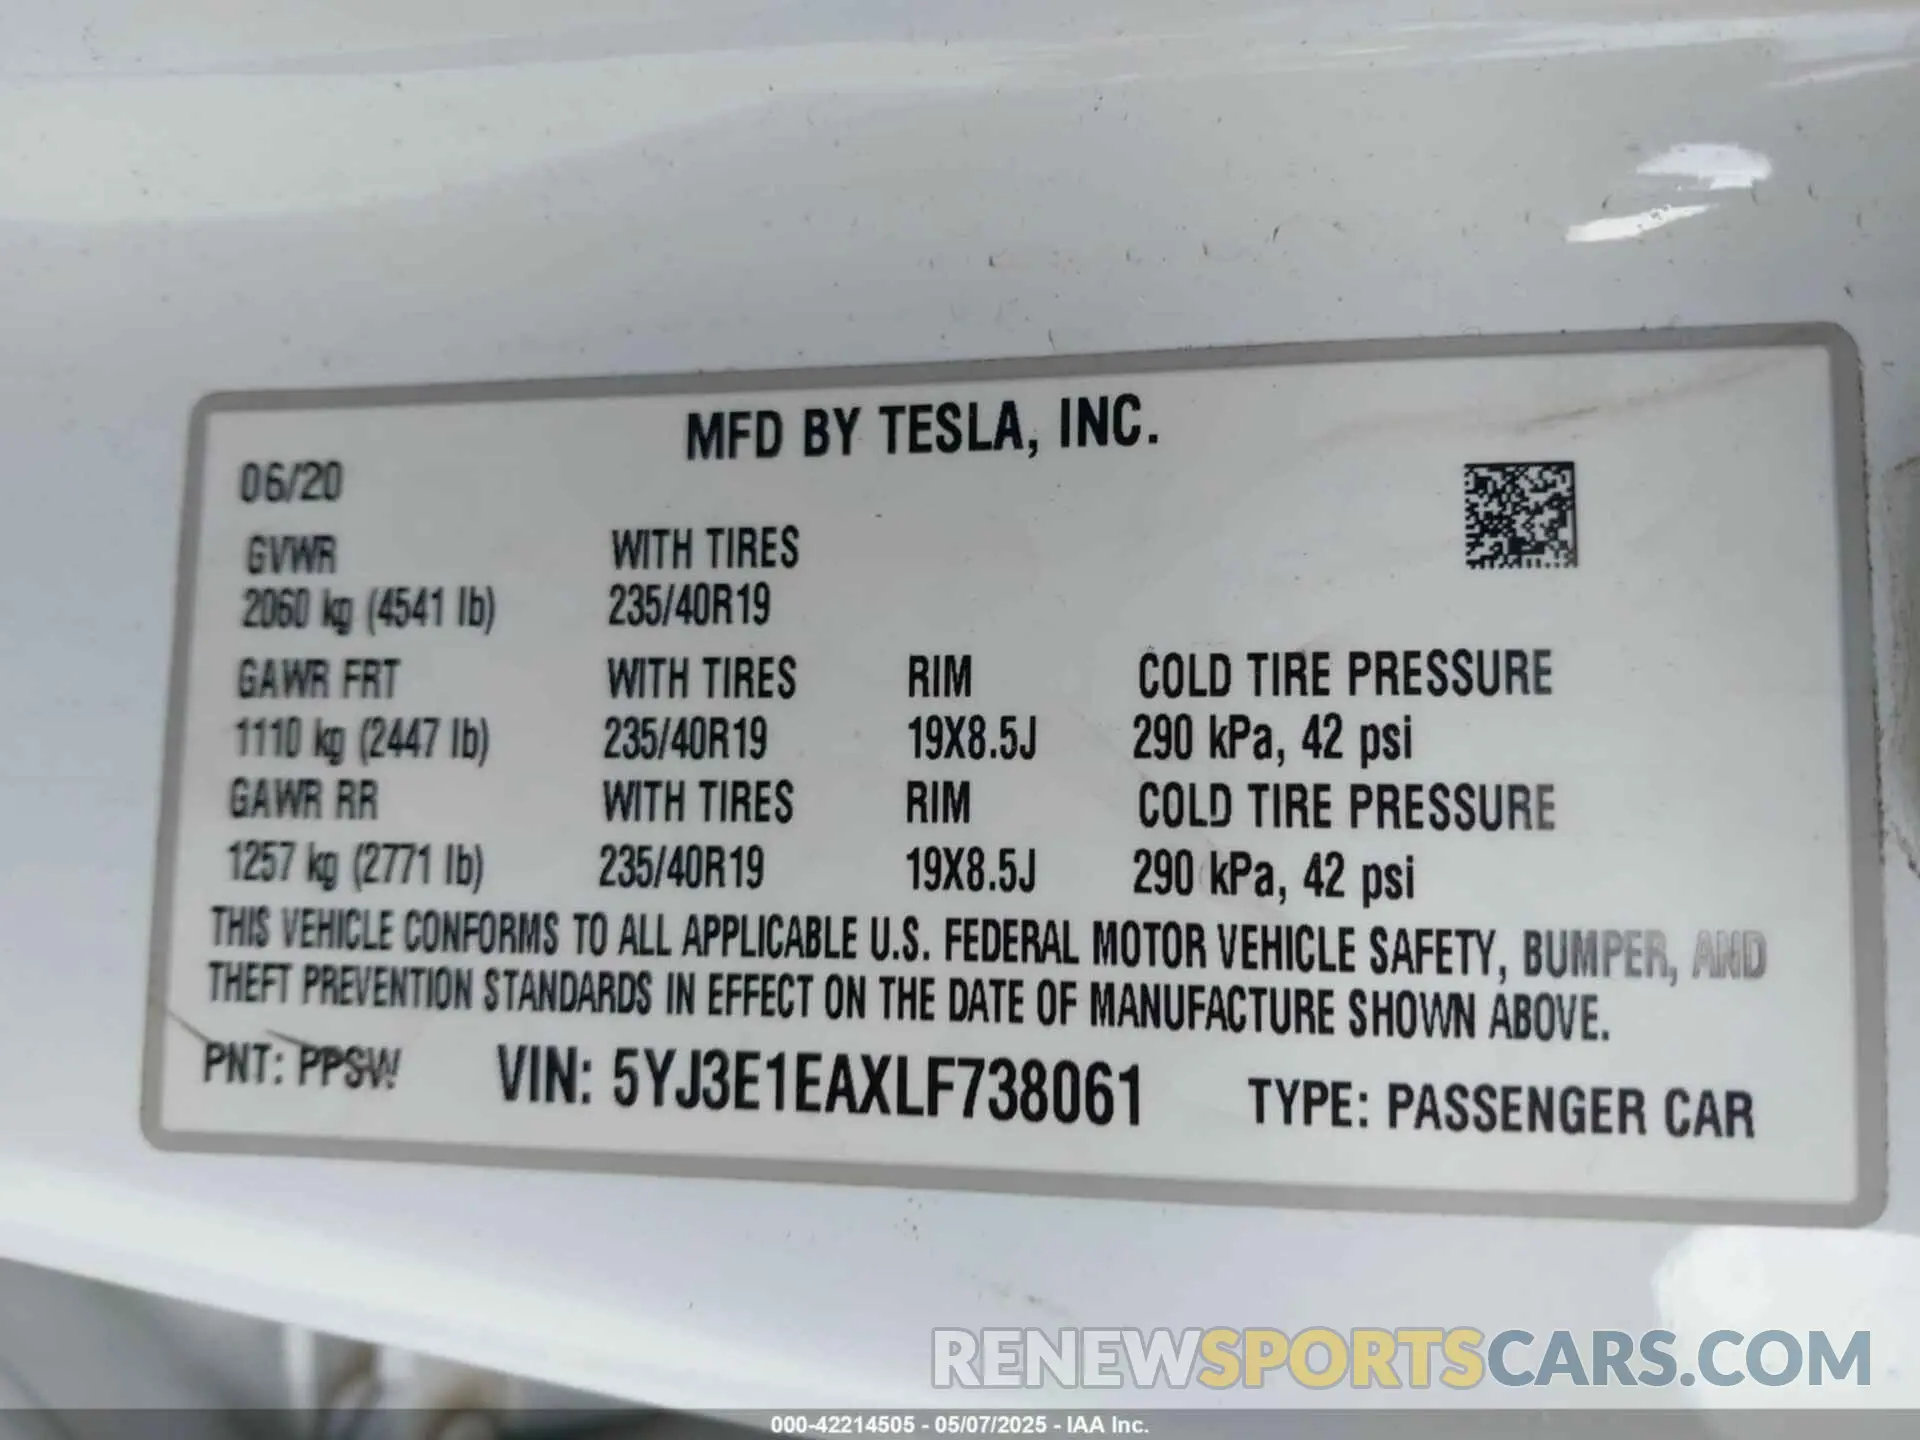 MFD BY TESLA, INC.
06/20
GVWR WITH TIRES
2060 kg (4541 lb) 235/40R19
GAWR FRT WITH TIRES RIM COLD TIRE PRESSURE
1110 kg (2447 lb) 235/40R19 19X8.5J 290 kPa, 42 psi
GAWR RR WITH TIRES RIM COLD TIRE PRESSURE
1257 kg (2771 lb) 235/40R19 19X8.5J 290 kPa, 42 psi
THIS VEHICLE CONFORMS TO ALL APPLICABLE U.S. FEDERAL MOTOR VEHICLE SAFETY, BUMPER, AND
THEFT PREVENTION STANDARDS IN EFFECT ON THE DATE OF MANUFACTURE SHOWN ABOVE.
PNT: PPSW VIN: 5YJ3E1EAXLF738061 TYPE: PASSENGER CAR
RENEWSPORTSCARS.COM
000-42214505 - 05/07/2025 - IAA Inc.